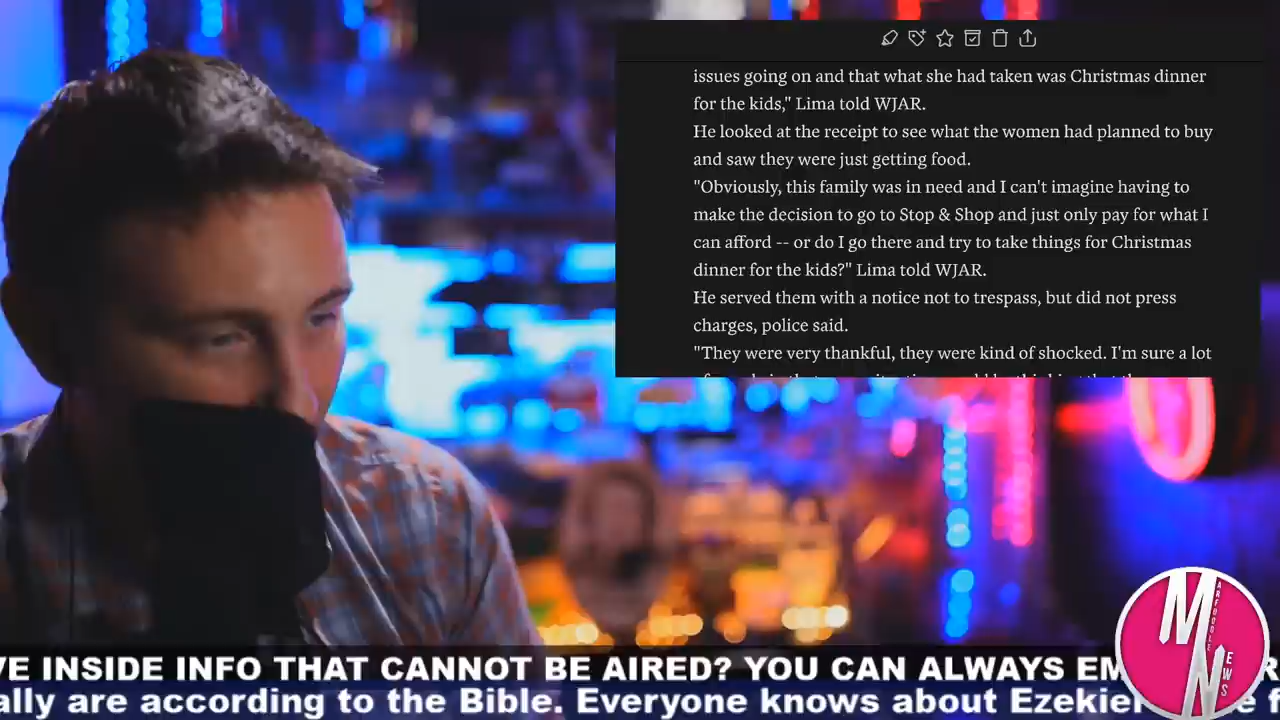 issues going on and that what she had taken was Christmas dinner
for the kids," Lima told WJAR.
He looked at the receipt to see what the women had planned to buy
and saw they were just getting food.
"Obviously, this family was in need and I can't imagine having to
make the decision to go to Stop & Shop and just only pay for what I
can afford -- or do I go there and try to take things for Christmas
dinner for the kids?" Lima told WJAR.
He served them with a notice not to trespass, but did not press
charges, police said.
"They were very thankful, they were kind of shocked. I'm sure a lot
VE INSIDE INFO THAT CANNOT BE AIRED? YOU CAN ALWAYS EM
ally are according to the Bible. Everyone knows about Ezekie
M
N
EWS